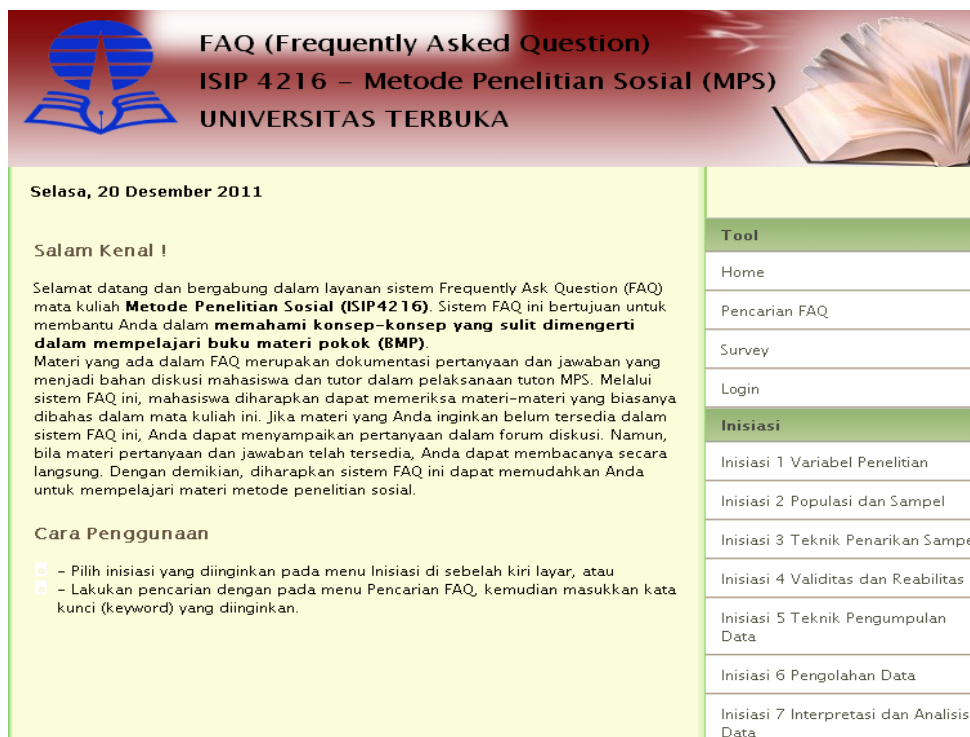 FAQ (Frequently Asked Question)
ISIP 4216 – Metode Penelitian Sosial (MPS)
UNIVERSITAS TERBUKA
Selasa, 20 Desember 2011
Salam Kenal !
Selamat datang dan bergabung dalam layanan sistem Frequently Ask Question (FAQ)
mata kuliah Metode Penelitian Sosial (ISIP4216). Sistem FAQ ini bertujuan untuk
membantu Anda dalam memahami konsep-konsep yang sulit dimengerti
dalam mempelajari buku materi pokok (BMP).
Materi yang ada dalam FAQ merupakan dokumentasi pertanyaan dan jawaban yang
menjadi bahan diskusi mahasiswa dan tutor dalam pelaksanaan tuton MPS. Melalui
sistem FAQ ini, mahasiswa diharapkan dapat memeriksa materi-materi yang biasanya
dibahas dalam mata kuliah ini. Jika materi yang Anda inginkan belum tersedia dalam
sistem FAQ ini, Anda dapat menyampaikan pertanyaan dalam forum diskusi. Namun,
bila materi pertanyaan dan jawaban telah tersedia, Anda dapat membacanya secara
langsung. Dengan demikian, diharapkan sistem FAQ ini dapat memudahkan Anda
untuk mempelajari materi metode penelitian sosial.
Cara Penggunaan
- Pilih inisiasi yang diinginkan pada menu Inisiasi di sebelah kiri layar, atau
- Lakukan pencarian dengan pada menu Pencarian FAQ, kemudian masukkan kata
kunci (keyword) yang diinginkan.
Tool
Home
Pencarian FAQ
Survey
Login
Inisiasi
Inisiasi 1 Variabel Penelitian
Inisiasi 2 Populasi dan Sampel
Inisiasi 3 Teknik Penarikan Sampe
Inisiasi 4 Validitas dan Reabilitas
Inisiasi 5 Teknik Pengumpulan
Data
Inisiasi 6 Pengolahan Data
Inisiasi 7 Interpretasi dan Analisis
Data